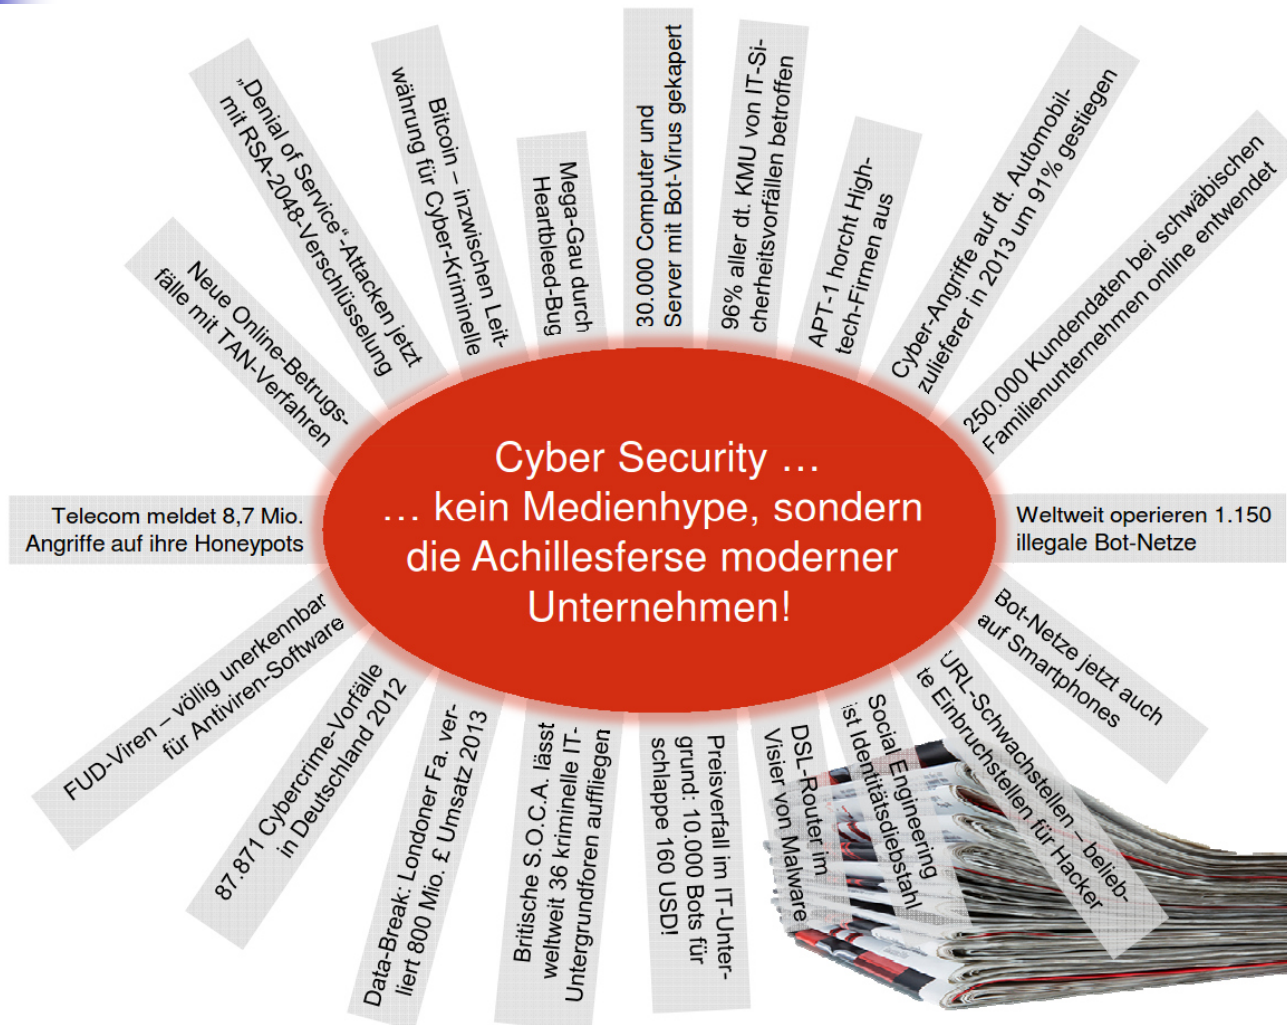 Cyber Security ...
... kein Medienhype, sondern
die Achillesferse moderner
Unternehmen!
Telecom meldet 8,7 Mio.
Angriffe auf ihre Honeypots
Neue Online-Betrugs-
fälle mit TAN-Verfahren
„Denial of Service“-Attacken jetzt
mit RSA-2048-Verschlüsselung
Bitcoin – inzwischen Leit-
währung für Cyber-Kriminelle
Mega-Gau durch
Heartbleed-Bug
30.000 Computer und
Server mit Bot-Virus gekapert
96% aller dt. KMU von IT-Si-
cherheitsvorfällen betroffen
APT-1 horcht High-
tech-Firmen aus
Cyber-Angriffe auf dt. Automobil-
zulieferer in 2013 um 91% gestiegen
250.000 Kundendaten bei schwäbischen
Familienunternehmen online entwendet
Weltweit operieren 1.150
illegale Bot-Netze
Bot-Netze jetzt auch
auf Smartphones
URL-Schwachstellen – belieb-
te Einbruchstellen für Hacker
Social Engineering
ist Identitätsdiebstahl
DSL-Router im
Visier von Malware
Preisverfall im IT-Unter-
grund: 10.000 Bots für
schlappe 160 USD!
Britische S.O.C.A. lässt
weltweit 36 kriminelle IT-
Untergrundforen auffliegen
Data-Break: Londoner Fa. ver-
liert 800 Mio. £ Umsatz 2013
87.871 Cybercrime-Vorfälle
in Deutschland 2012
FUD-Viren – völlig unerkennbar
für Antiviren-Software